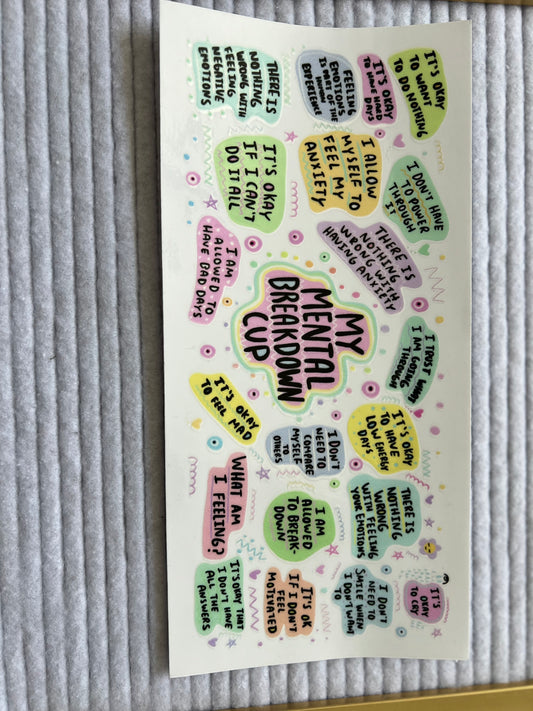 IT'S OKAY
TO WANT
TO DO NOTHING
IT'S OKAY
TO HAVE HARD
DAYS
FEELING
EMOTIONS
IS PART OF THE
HUMAN
EXPERIENCE
THERE IS
NOTHING
WRONG WITH
FEELING
NEGATIVE
EMOTIONS
I DON'T HAVE
TO POWER
THROUGH
IT
I ALLOW
MYSELF TO
FEEL MY
ANXIETY
IT'S OKAY
IF I CAN'T
DO IT ALL
THERE IS
NOTHING
WRONG WITH
HAVING ANXIETY
I AM
ALLOWED TO
HAVE BAD DAYS
MY
MENTAL
BREAKDOWN
CUP
I TRUST WHAT
I AM GOING
THROUGH
IT'S OKAY
TO FEEL MAD
IT'S OKAY
TO HAVE
LOW ENERGY
DAYS
I DON'T
NEED TO
COMPARE
MYSELF
TO
OTHERS
WHAT AM
I FEELING?
THERE IS
NOTHING
WRONG
WITH FEELING
YOUR EMOTIONS
I AM
ALLOWED
TO BREAK-
DOWN
IT'S
OKAY
TO CRY
I DON'T
NEED TO
SMILE WHEN
I DON'T WANT
TO
IT'S OK
IF I DON'T
FEEL
MOTIVATED
IT'S OKAY THAT
I DON'T HAVE
ALL THE
ANSWERS